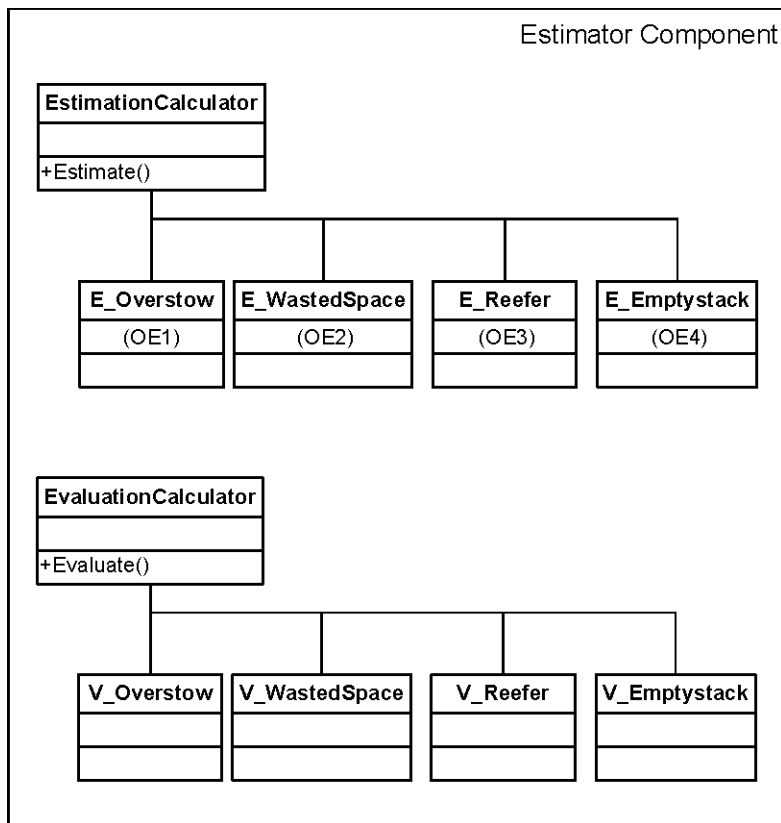 Estimator Component
EstimationCalculator
+Estimate()
E_Overstow
(OE1)
E_WastedSpace
(OE2)
E_Reefer
(OE3)
E_Emptystack
(OE4)
EvaluationCalculator
+Evaluate()
V_Overstow
V_WastedSpace
V_Reefer
V_Emptystack